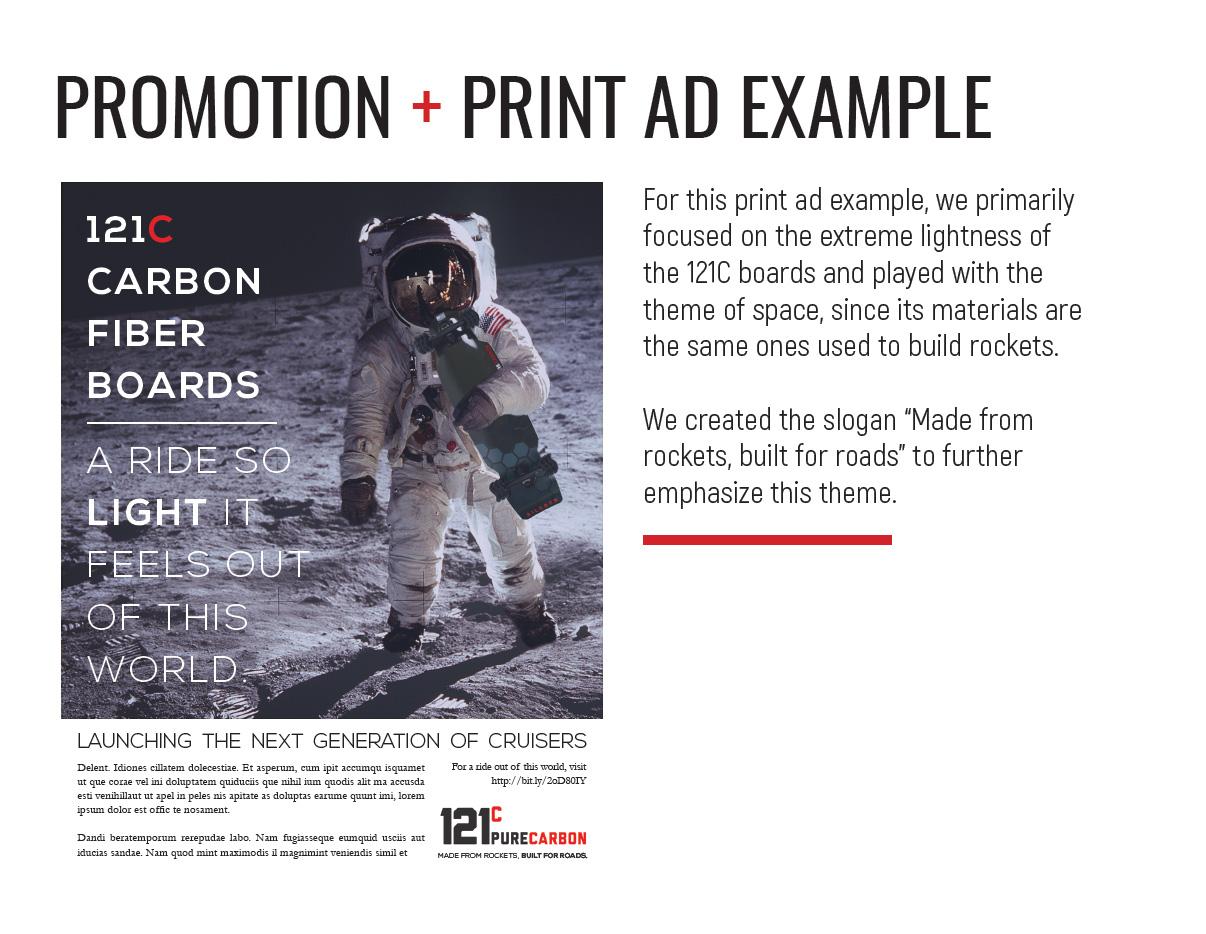 PROMOTION + PRINT AD EXAMPLE
121C
CARBON
FIBER
BOARDS
A RIDE SO
LIGHT IT
FEELS OUT
OF THIS
WORLD.
LAUNCHING THE NEXT GENERATION OF CRUISERS
Delent. Idiones cillatem dolecestiae. Et asperum, cum ipit accumqu isquamet
ut que corae vel ini doluptatem quiduciis que nihil ium quodis alit ma accusda
esti venihillaut ut apel in peles nis apitate as doluptas earume quunt imi, lorem
ipsum dolor est offic te nosament.
Dandi beratemporum rerepudae labo. Nam fugiasseque eumquid usciis aut
iducias sandae. Nam quod mint maximodis il magnimint veniendis simil et
For a ride out of this world, visit
http://bit.ly/2oD80IY
121C
PURECARBON
MADE FROM ROCKETS, BUILT FOR ROADS.
For this print ad example, we primarily
focused on the extreme lightness of
the 121C boards and played with the
theme of space, since its materials are
the same ones used to build rockets.
We created the slogan “Made from
rockets, built for roads” to further
emphasize this theme.